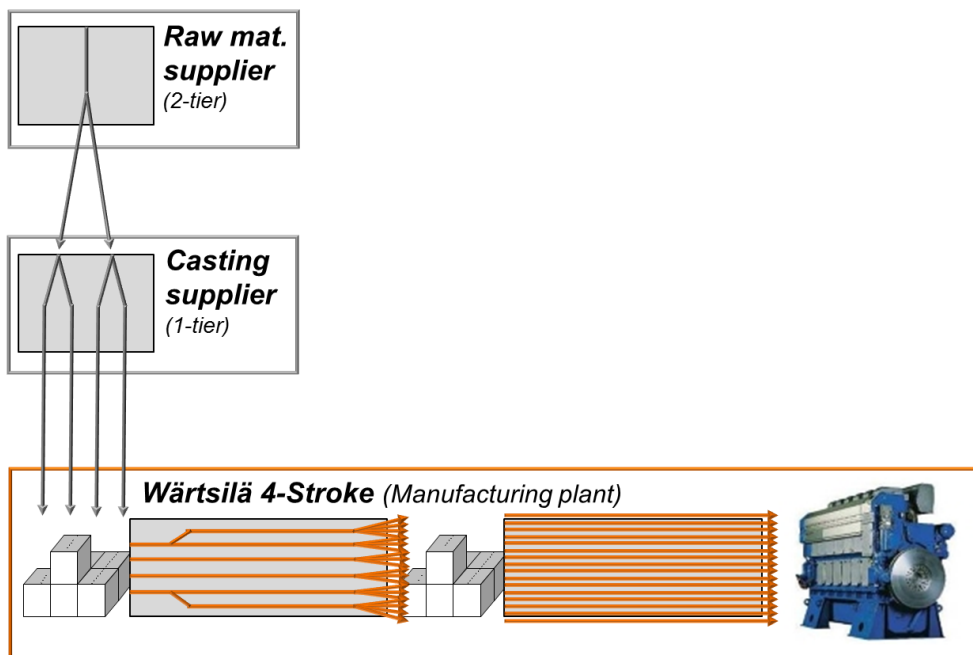 Raw mat.
supplier
(2-tier)
Casting
supplier
(1-tier)
Wärtsilä 4-Stroke (Manufacturing plant)